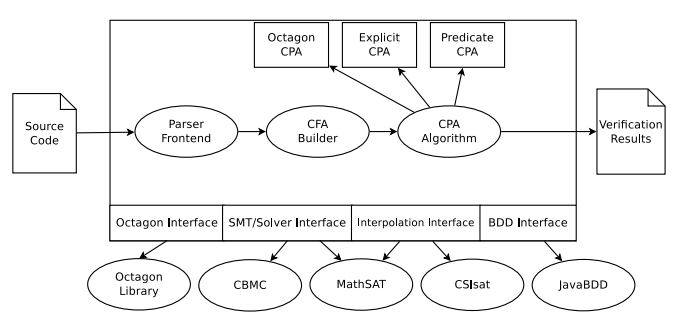 Octagon
CPA
Explicit
CPA
Predicate
CPA
Source
Code
Parser
Frontend
CFA
Builder
CPA
Algorithm
Verification
Results
Octagon Interface
SMT/Solver Interface
Interpolation Interface
BDD Interface
Octagon
Library
CBMC
MathSAT
CSIsat
JavaBDD